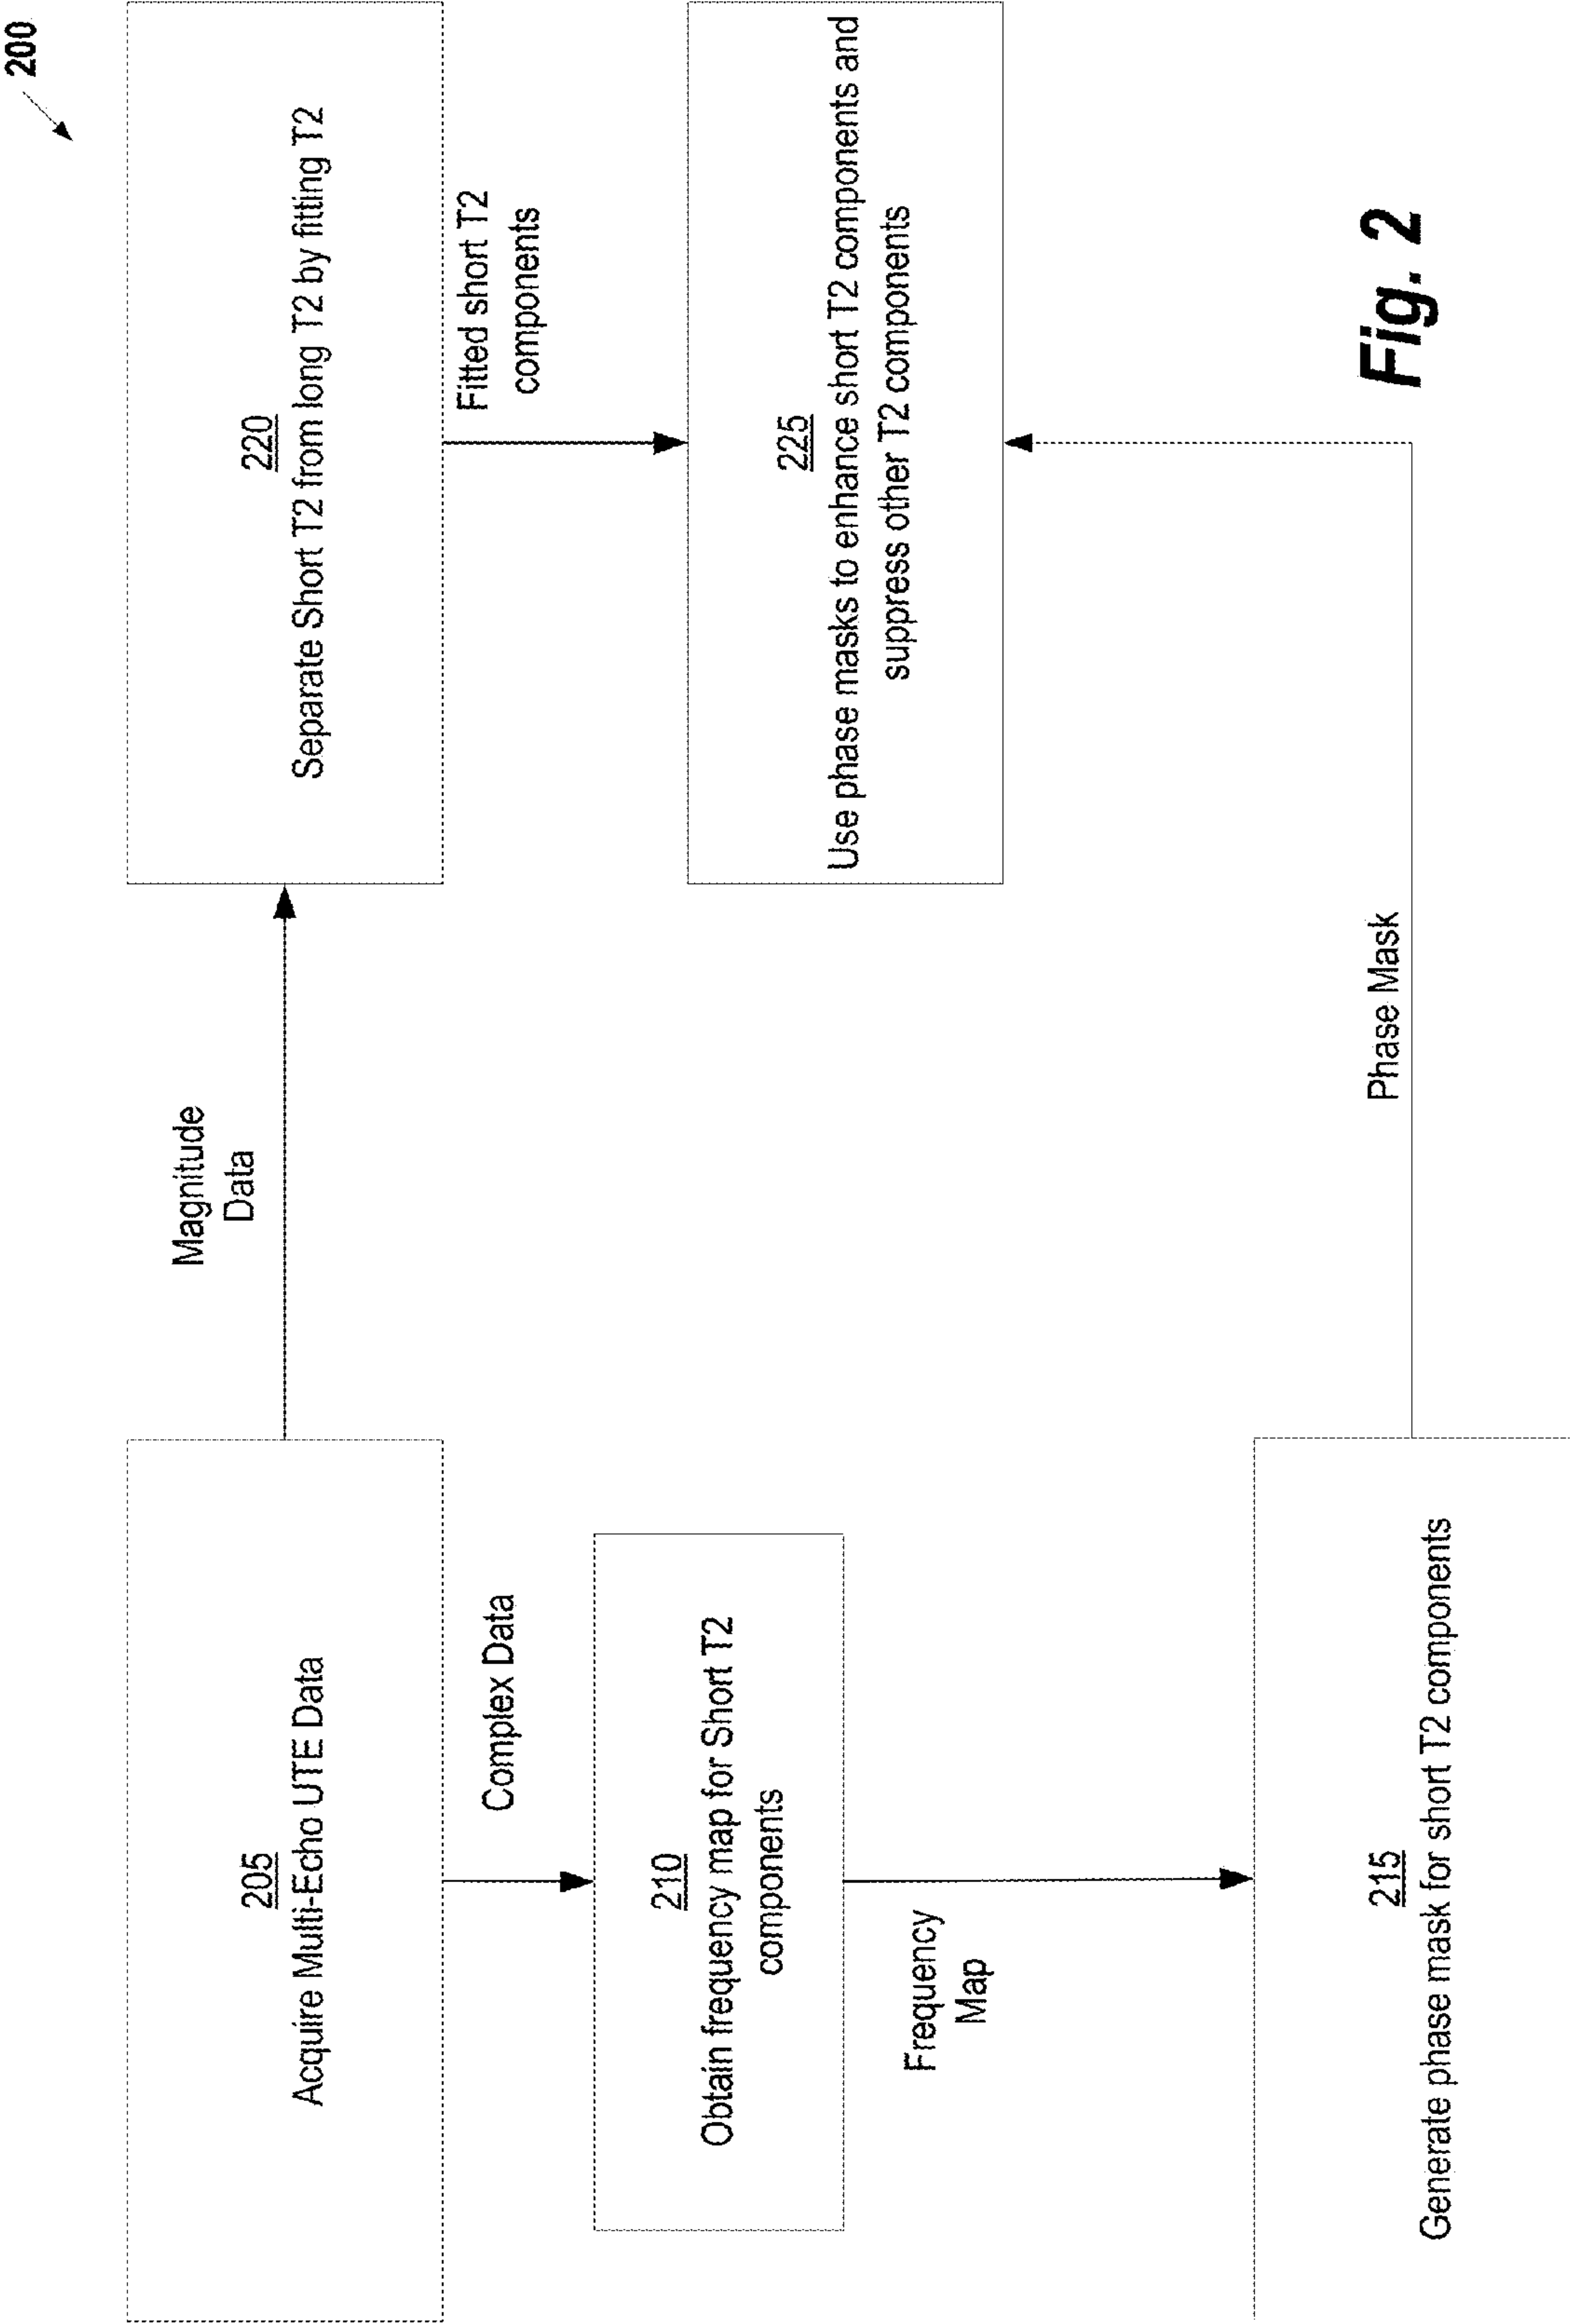 200
205
Acquire Multi-Echo UTE Data
Magnitude
Data
220
Separate Short T2 from long T2 by fitting T2
Complex Data
Fitted short T2
components
210
Obtain frequency map for Short T2
components
225
Use phase masks to enhance short T2 components and
suppress other T2 components
Frequency
Map
215
Generate phase mask for short T2 components
Phase Mask
Fig. 2